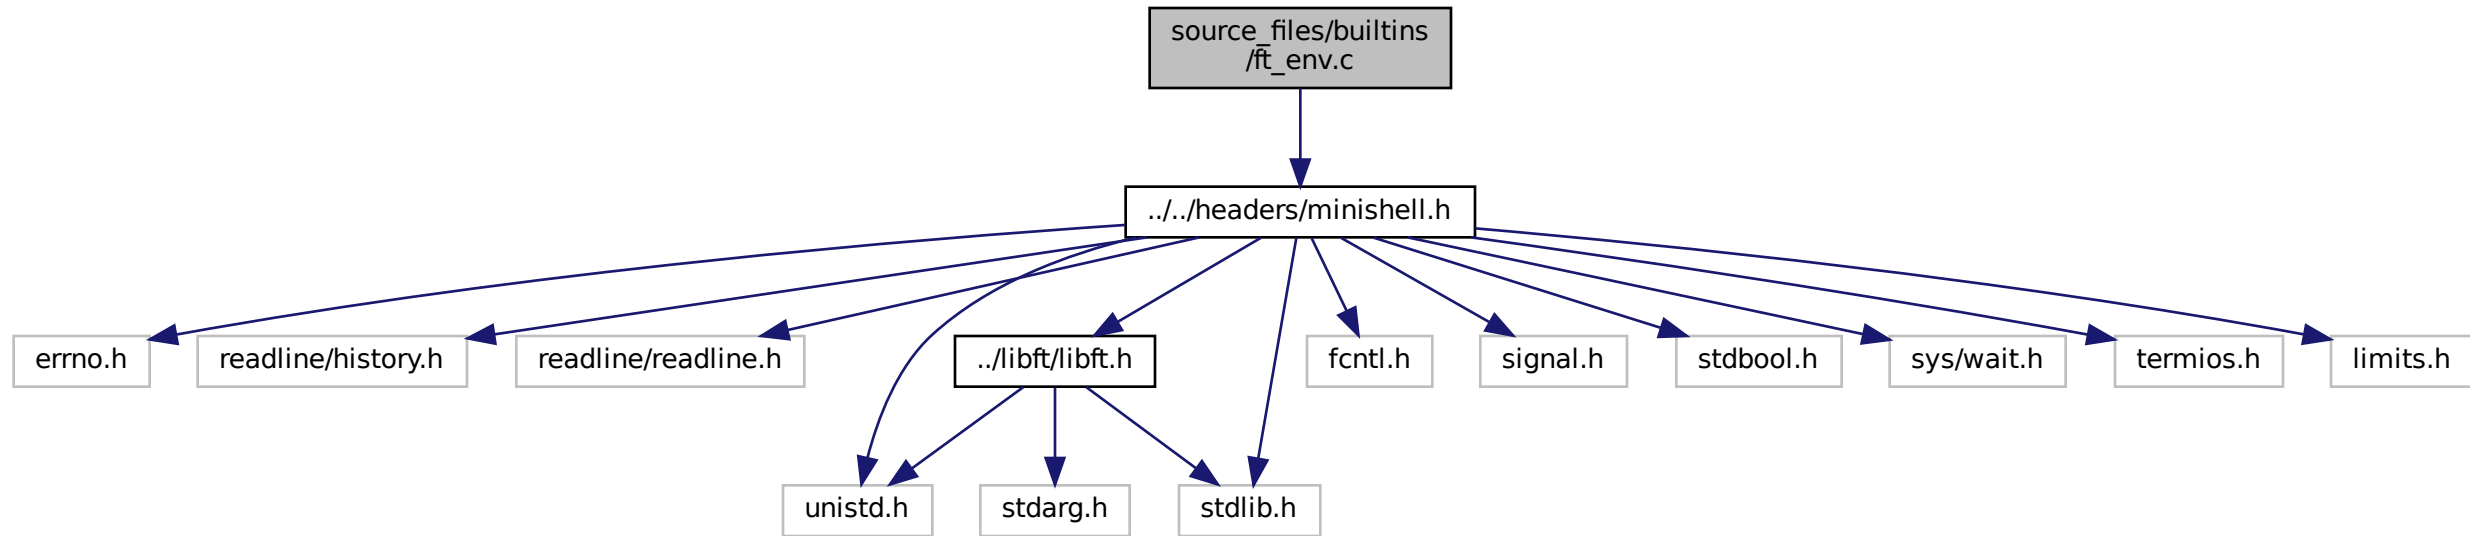 source_files/builtins
/ft_env.c
../../headers/minishell.h
errno.h
readline/history.h
readline/readline.h
../libft/libft.h
fcntl.h
signal.h
stdbool.h
sys/wait.h
termios.h
limits.h
unistd.h
stdarg.h
stdlib.h